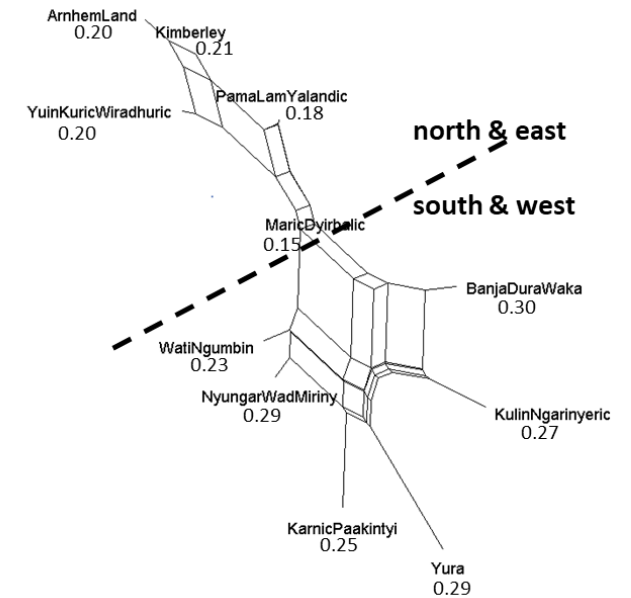 ArnhemLand
0.20
Kimberley
0.21
PamaLamYalandic
0.18
YuinKuricWiradhuric
0.20
north & east
south & west
MaricDyirbalic
0.15
BanjaDuraWaka
0.30
WatiNgumbin
0.23
NyungarWadMiriny
0.29
KulinNgarinyeric
0.27
KarnicPaakintyi
0.25
Yura
0.29